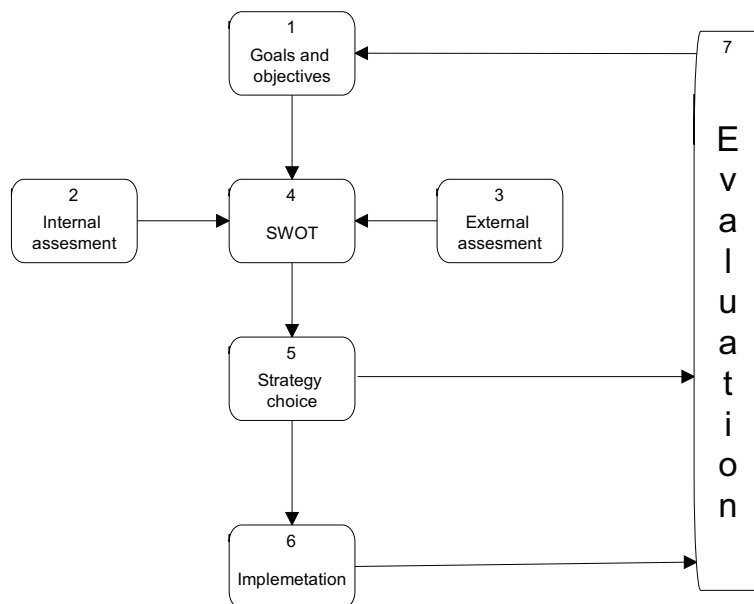 1
Goals and
objectives
2
Internal
assesment
4
SWOT
3
External
assesment
5
Strategy
choice
6
Implemetation
7
E
v
a
l
u
a
t
i
o
n